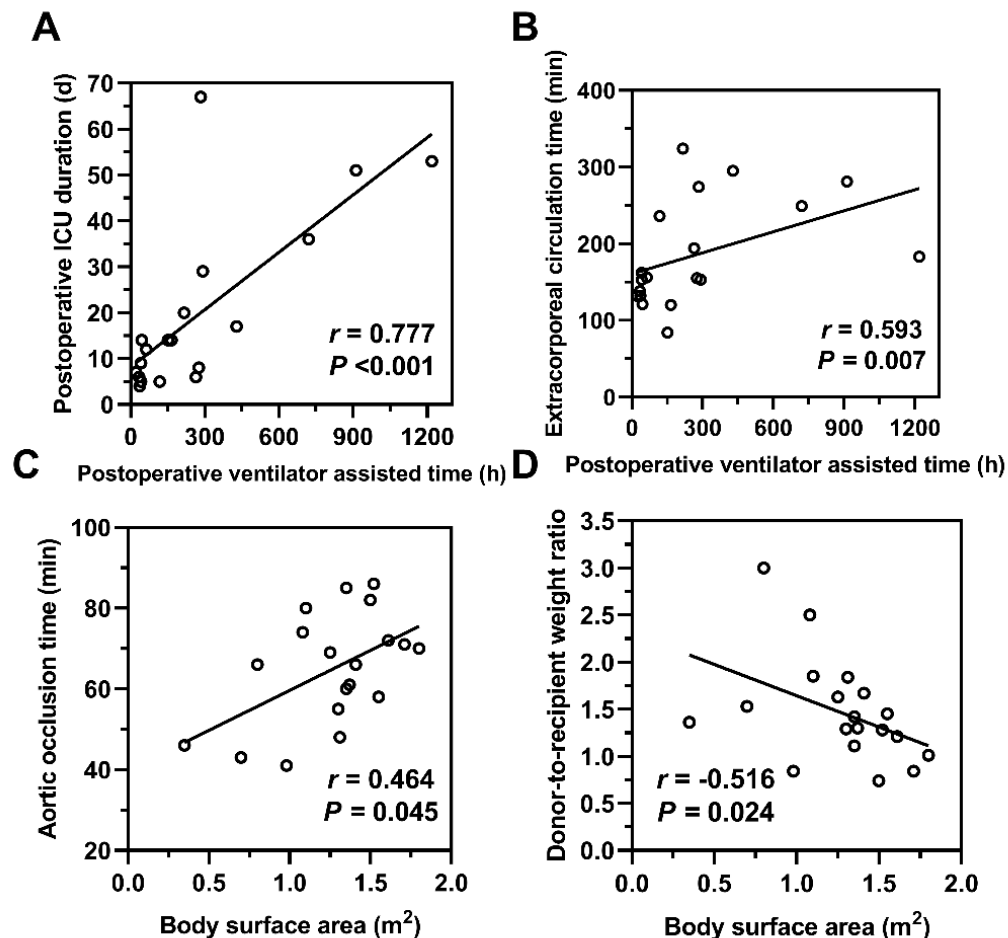 A
Postoperative ICU duration (d)
70
60
50
40
30
20
10
0
0 300 600 900 1200
Postoperative ventilator assisted time (h)
r = 0.777
P <0.001
B
Extracorporeal circulation time (min)
400
300
200
100
0
0 300 600 900 1200
Postoperative ventilator assisted time (h)
r = 0.593
P = 0.007
C
Aortic occlusion time (min)
100
80
60
40
20
0.0 0.5 1.0 1.5 2.0
Body surface area (m²)
r = 0.464
P = 0.045
D
Donor-to-recipient weight ratio
3.5
3.0
2.5
2.0
1.5
1.0
0.5
0.0
0.0 0.5 1.0 1.5 2.0
Body surface area (m²)
r = -0.516
P = 0.024